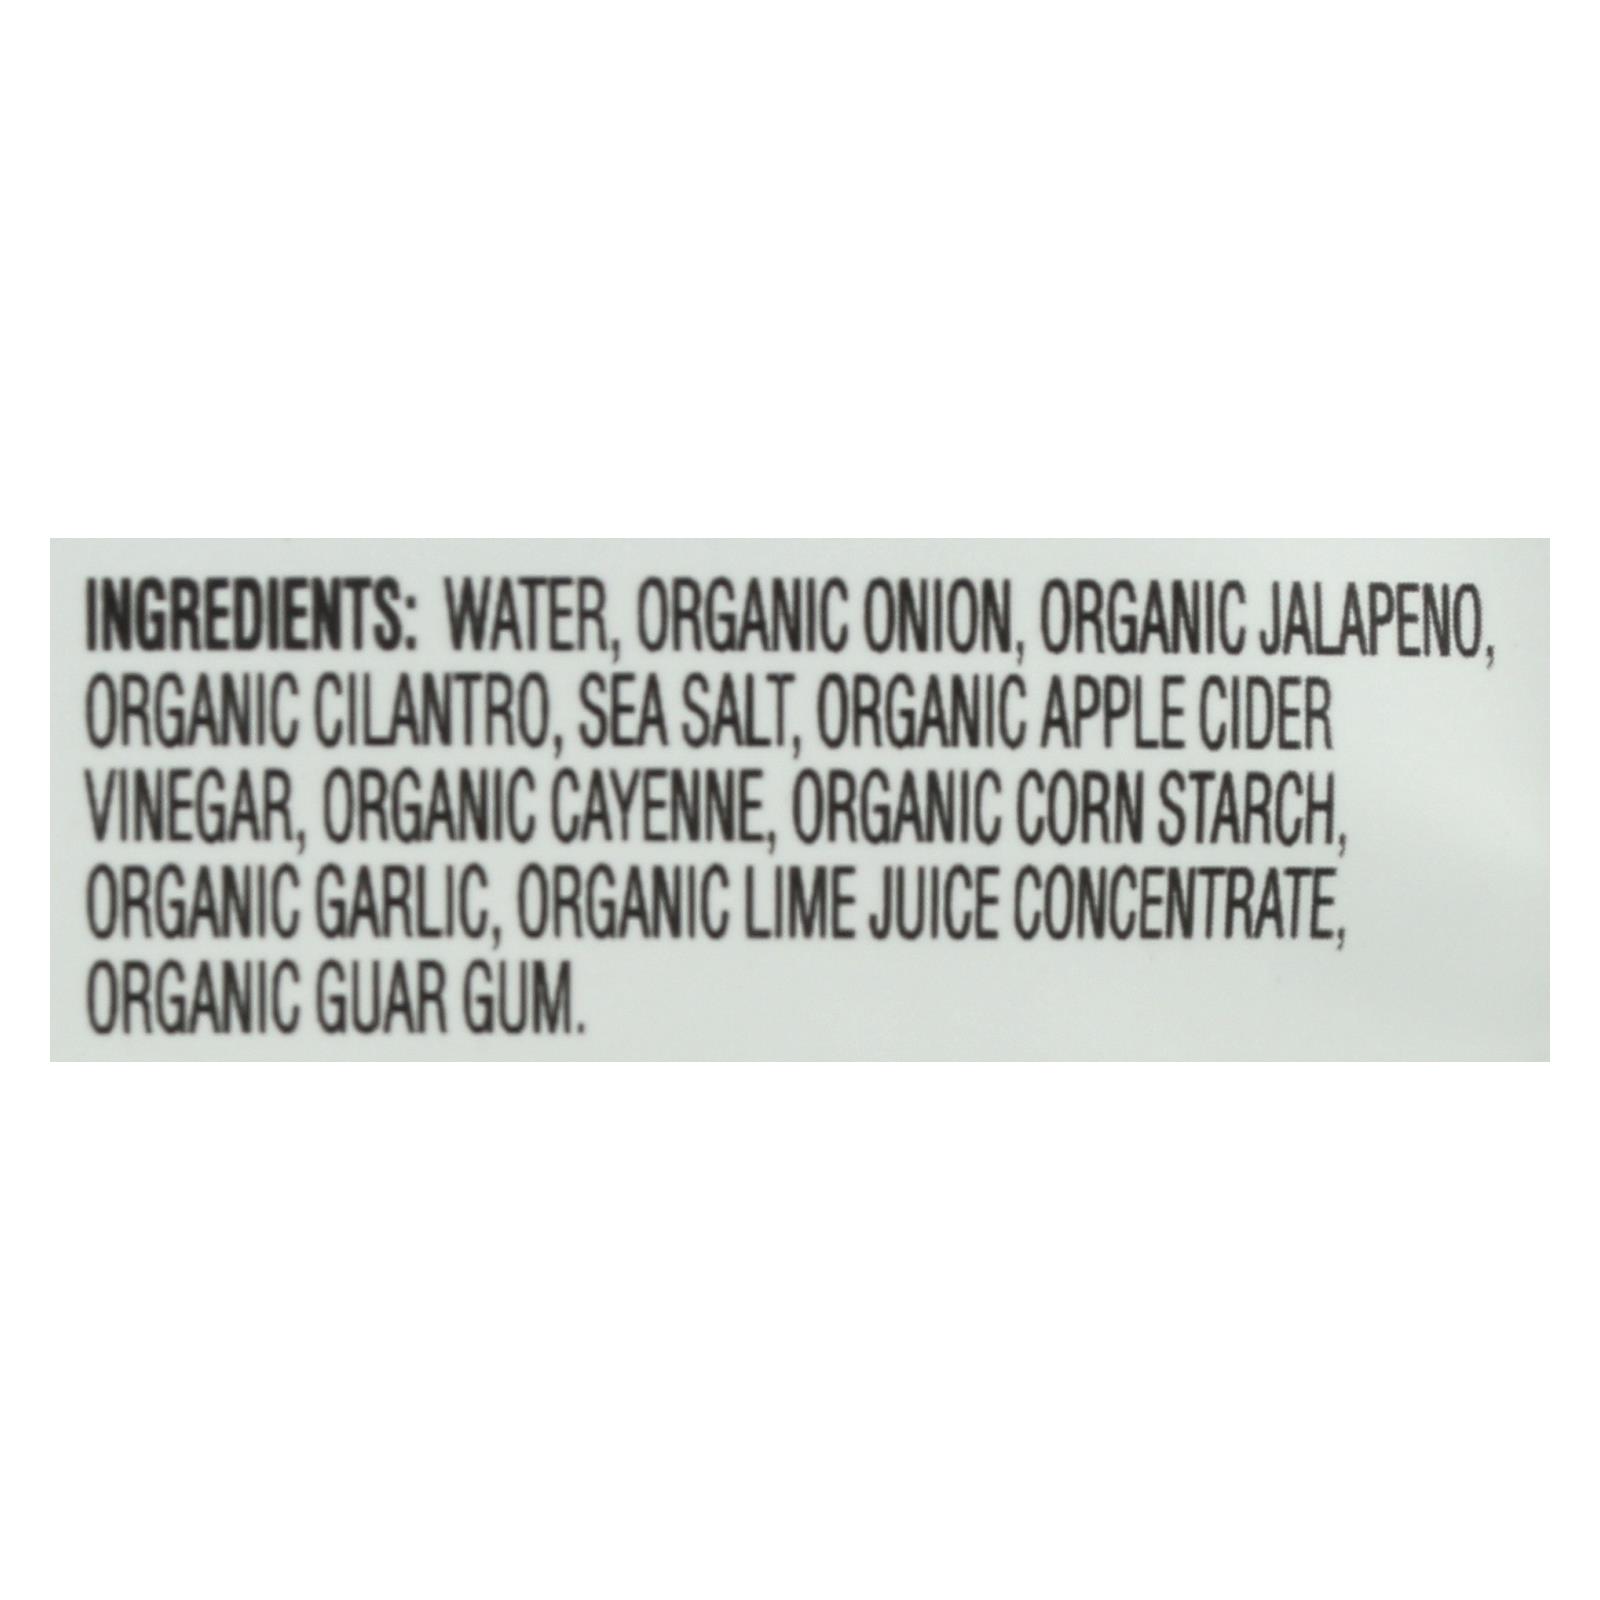 INGREDIENTS: WATER, ORGANIC ONION, ORGANIC JALAPENO,
ORGANIC CILANTRO, SEA SALT, ORGANIC APPLE CIDER
VINEGAR, ORGANIC CAYENNE, ORGANIC CORN STARCH,
ORGANIC GARLIC, ORGANIC LIME JUICE CONCENTRATE,
ORGANIC GUAR GUM.